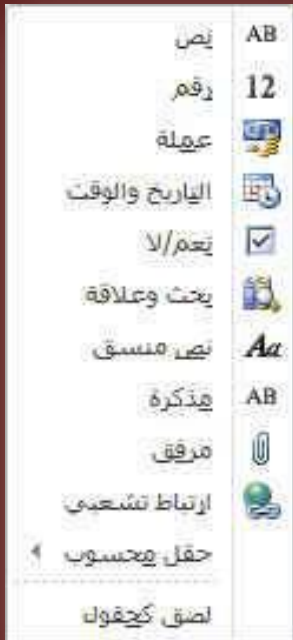 نص AB
رقم 12
عملة
الياريخ والوقت
نعم/لا
بحث وعلاقة
نص منسق Aa
مذكرة AB
مرفق
ارتباط تشعبي
حقل محسوب
لصق كحقول